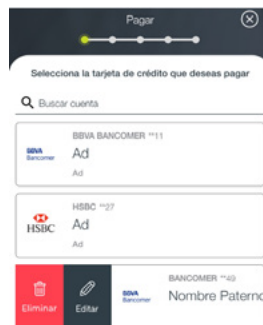 Pagar
Selecciona la tarjeta de crédito que deseas pagar
Buscar cuenta
BBVA BANCOMER **11
BBVA
Bancomer
Ad
Ad
HSBC **27
HSBC
Ad
Ad
Eliminar
Editar
BANCOMER **49
BBVA
Bancomer
Nombre Paterno